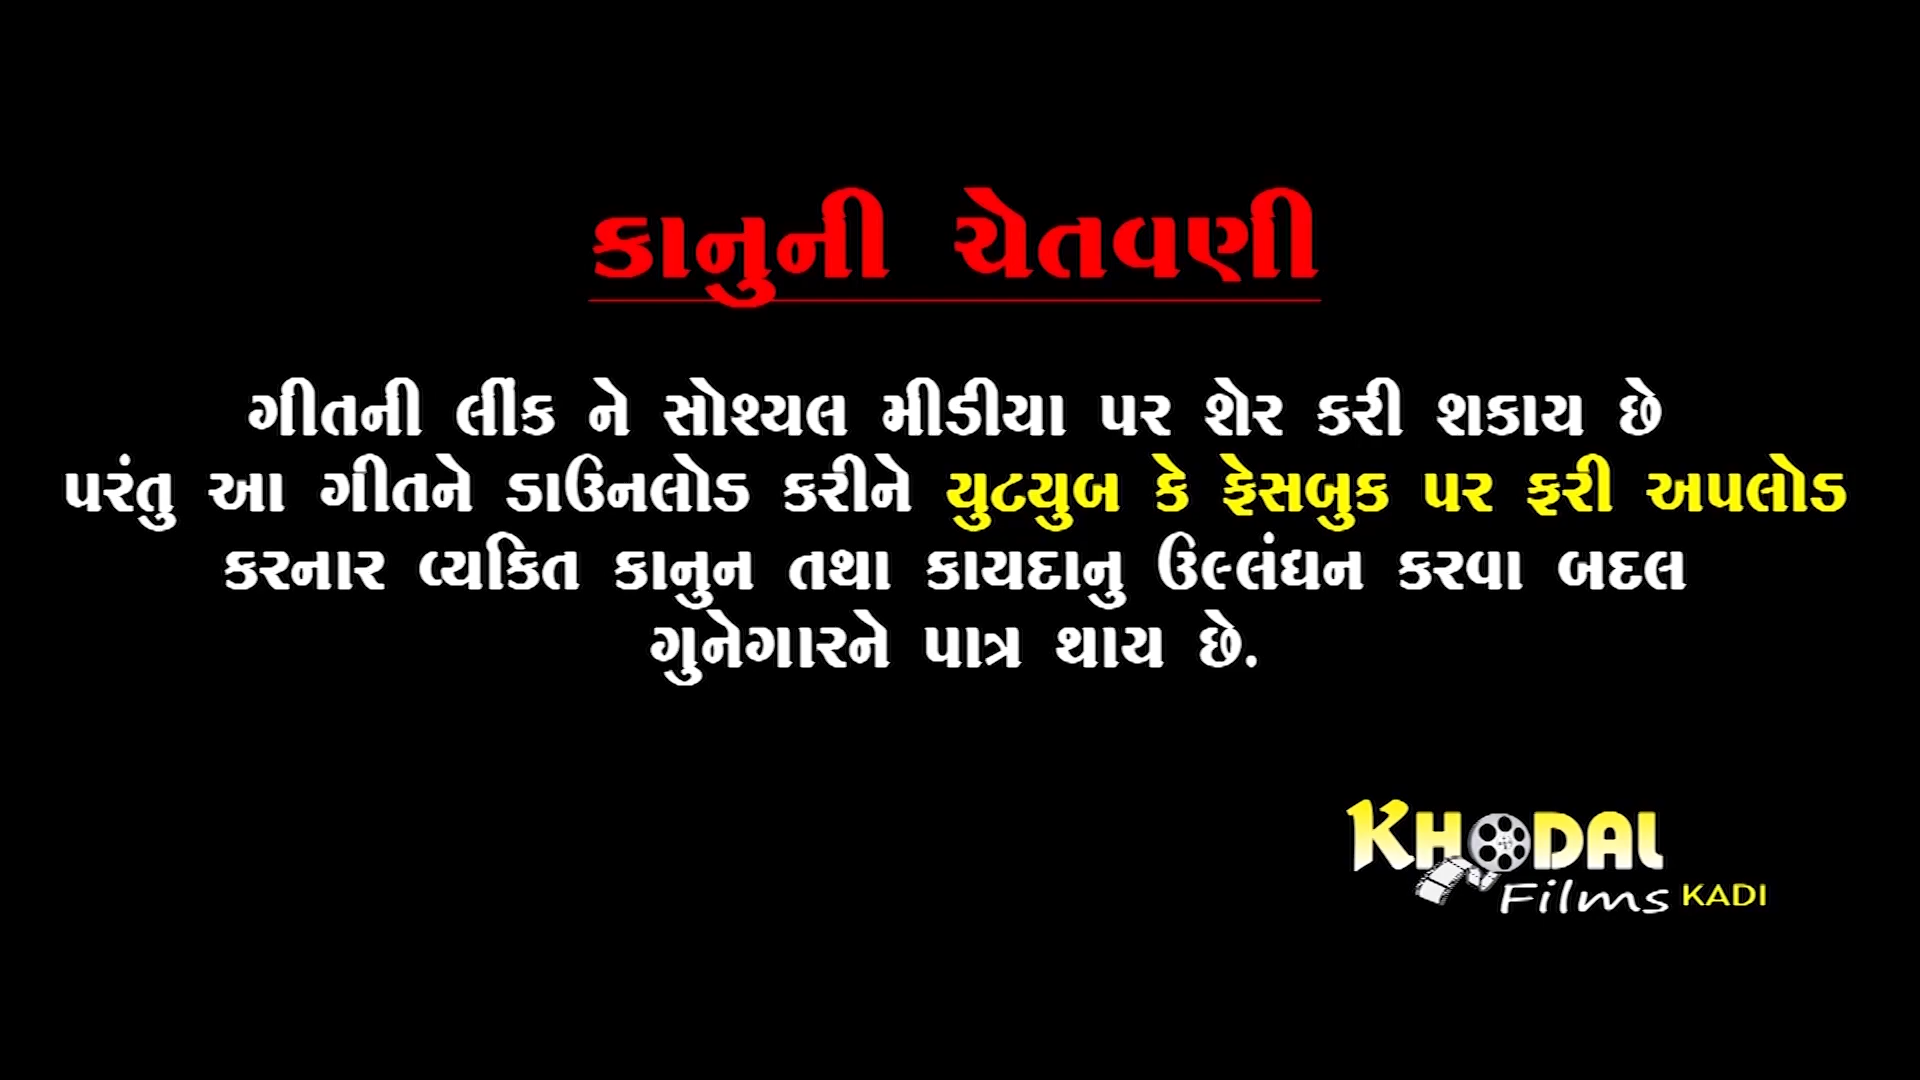 કાનુની ચેતવણી
ગીતની લીંક ને સોશ્યલ મીડીયા પર શેર કરી શકાય છે
પરંતુ આ ગીતને ડાઉનલોડ કરીને યુટયુબ કે ફેસબુક પર ફરી અપલોડ
કરનાર વ્યકિત કાનુન તથા કાયદાનુ ઉલ્લંઘન કરવા બદલ
ગુનેગારને પાત્ર થાય છે.
KHODAL
Films KADI